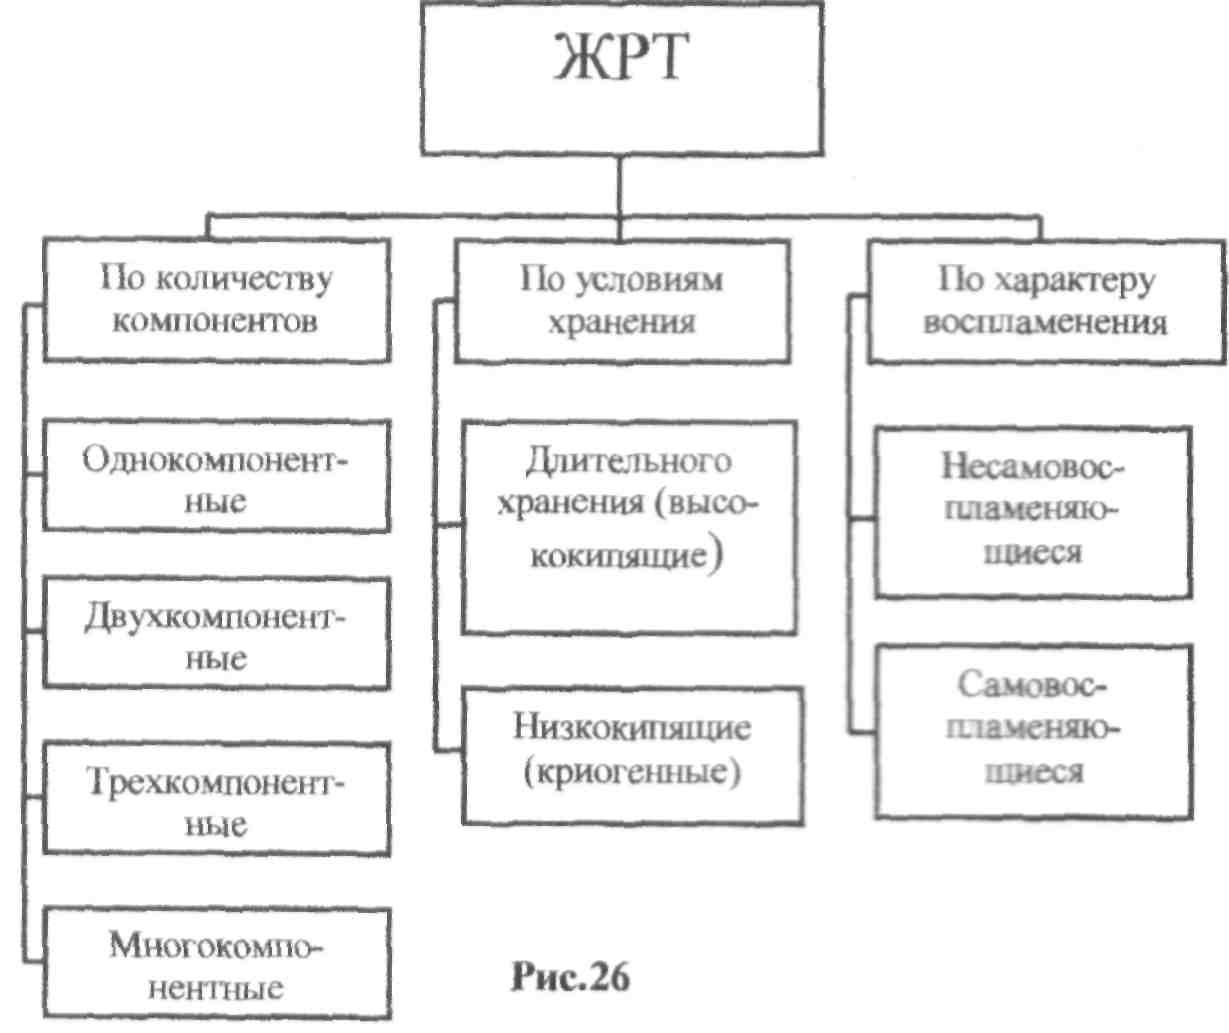 ЖРТ
По количеству
компонентов
Однокомпонент-
ные
Двухкомпонент-
ные
Трехкомпонент-
ные
Многокомпо-
нентные
По условиям
хранения
Длительного
хранения (высо-
кокипящие)
Низкокипящие
(криогенные)
По характеру
воспламенения
Несамовос-
пламеняю-
щиеся
Самовос-
пламеняю-
щиеся
Рис.26